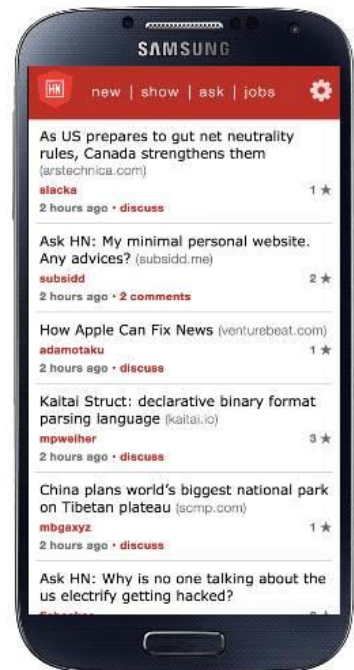 SAMSUNG
HN
new | show | ask | jobs
As US prepares to gut net neutrality
rules, Canada strengthens them
(arstechnica.com)
slacka 1 ★
2 hours ago • discuss
Ask HN: My minimal personal website.
Any advices? (subsidd.me)
subsidd 2 ★
2 hours ago • 2 comments
How Apple Can Fix News (venturebeat.com)
adamotaku 1 ★
2 hours ago • discuss
Kaitai Struct: declarative binary format
parsing language (kaitai.io)
mpweiher 3 ★
2 hours ago • discuss
China plans world's biggest national park
on Tibetan plateau (scmp.com)
mbgaxyz 1 ★
2 hours ago • discuss
Ask HN: Why is no one talking about the
us electrify getting hacked?